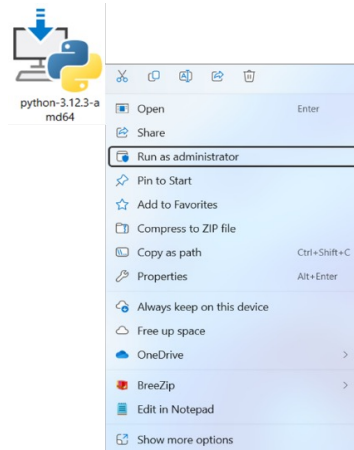 python-3.12.3-a
md64
Open Enter
Share
Run as administrator
Pin to Start
Add to Favorites
Compress to ZIP file
Copy as path Ctrl+Shift+C
Properties Alt+Enter
Always keep on this device
Free up space
OneDrive
BreeZip
Edit in Notepad
Show more options